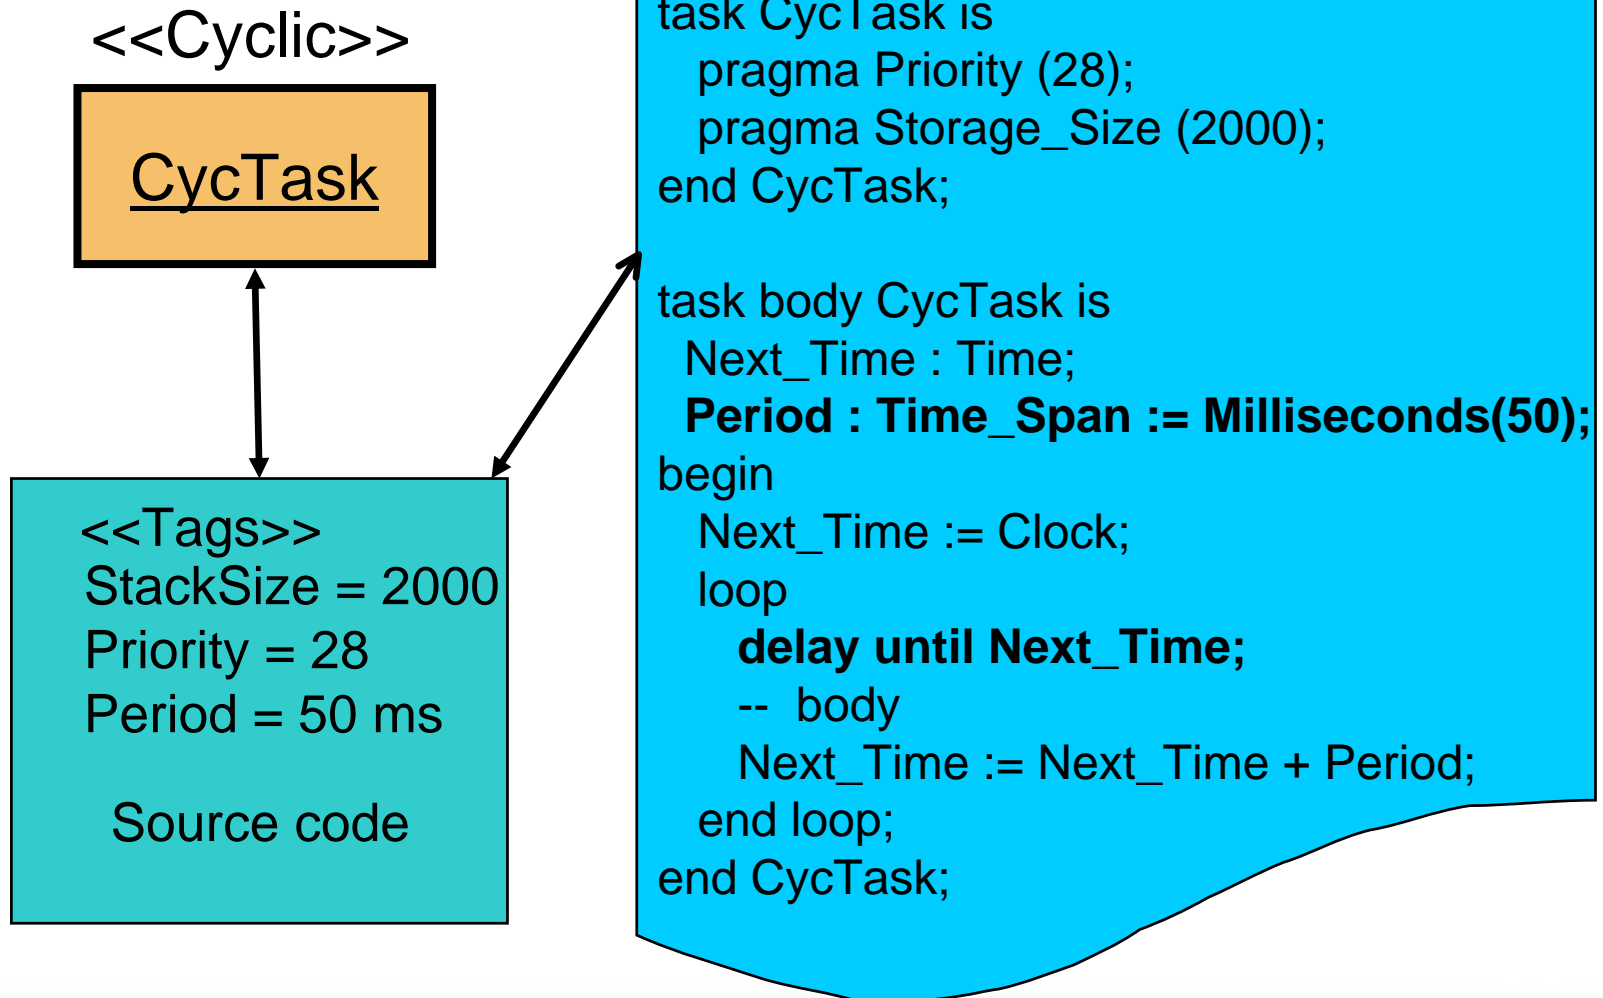 <<Cyclic>>
CycTask
<<Tags>>
StackSize = 2000
Priority = 28
Period = 50 ms
Source code
task CycTask is
pragma Priority (28);
pragma Storage_Size (2000);
end CycTask;
task body CycTask is
Next_Time : Time;
Period : Time_Span := Milliseconds(50);
begin
Next_Time := Clock;
loop
delay until Next_Time;
-- body
Next_Time := Next_Time + Period;
end loop;
end CycTask;